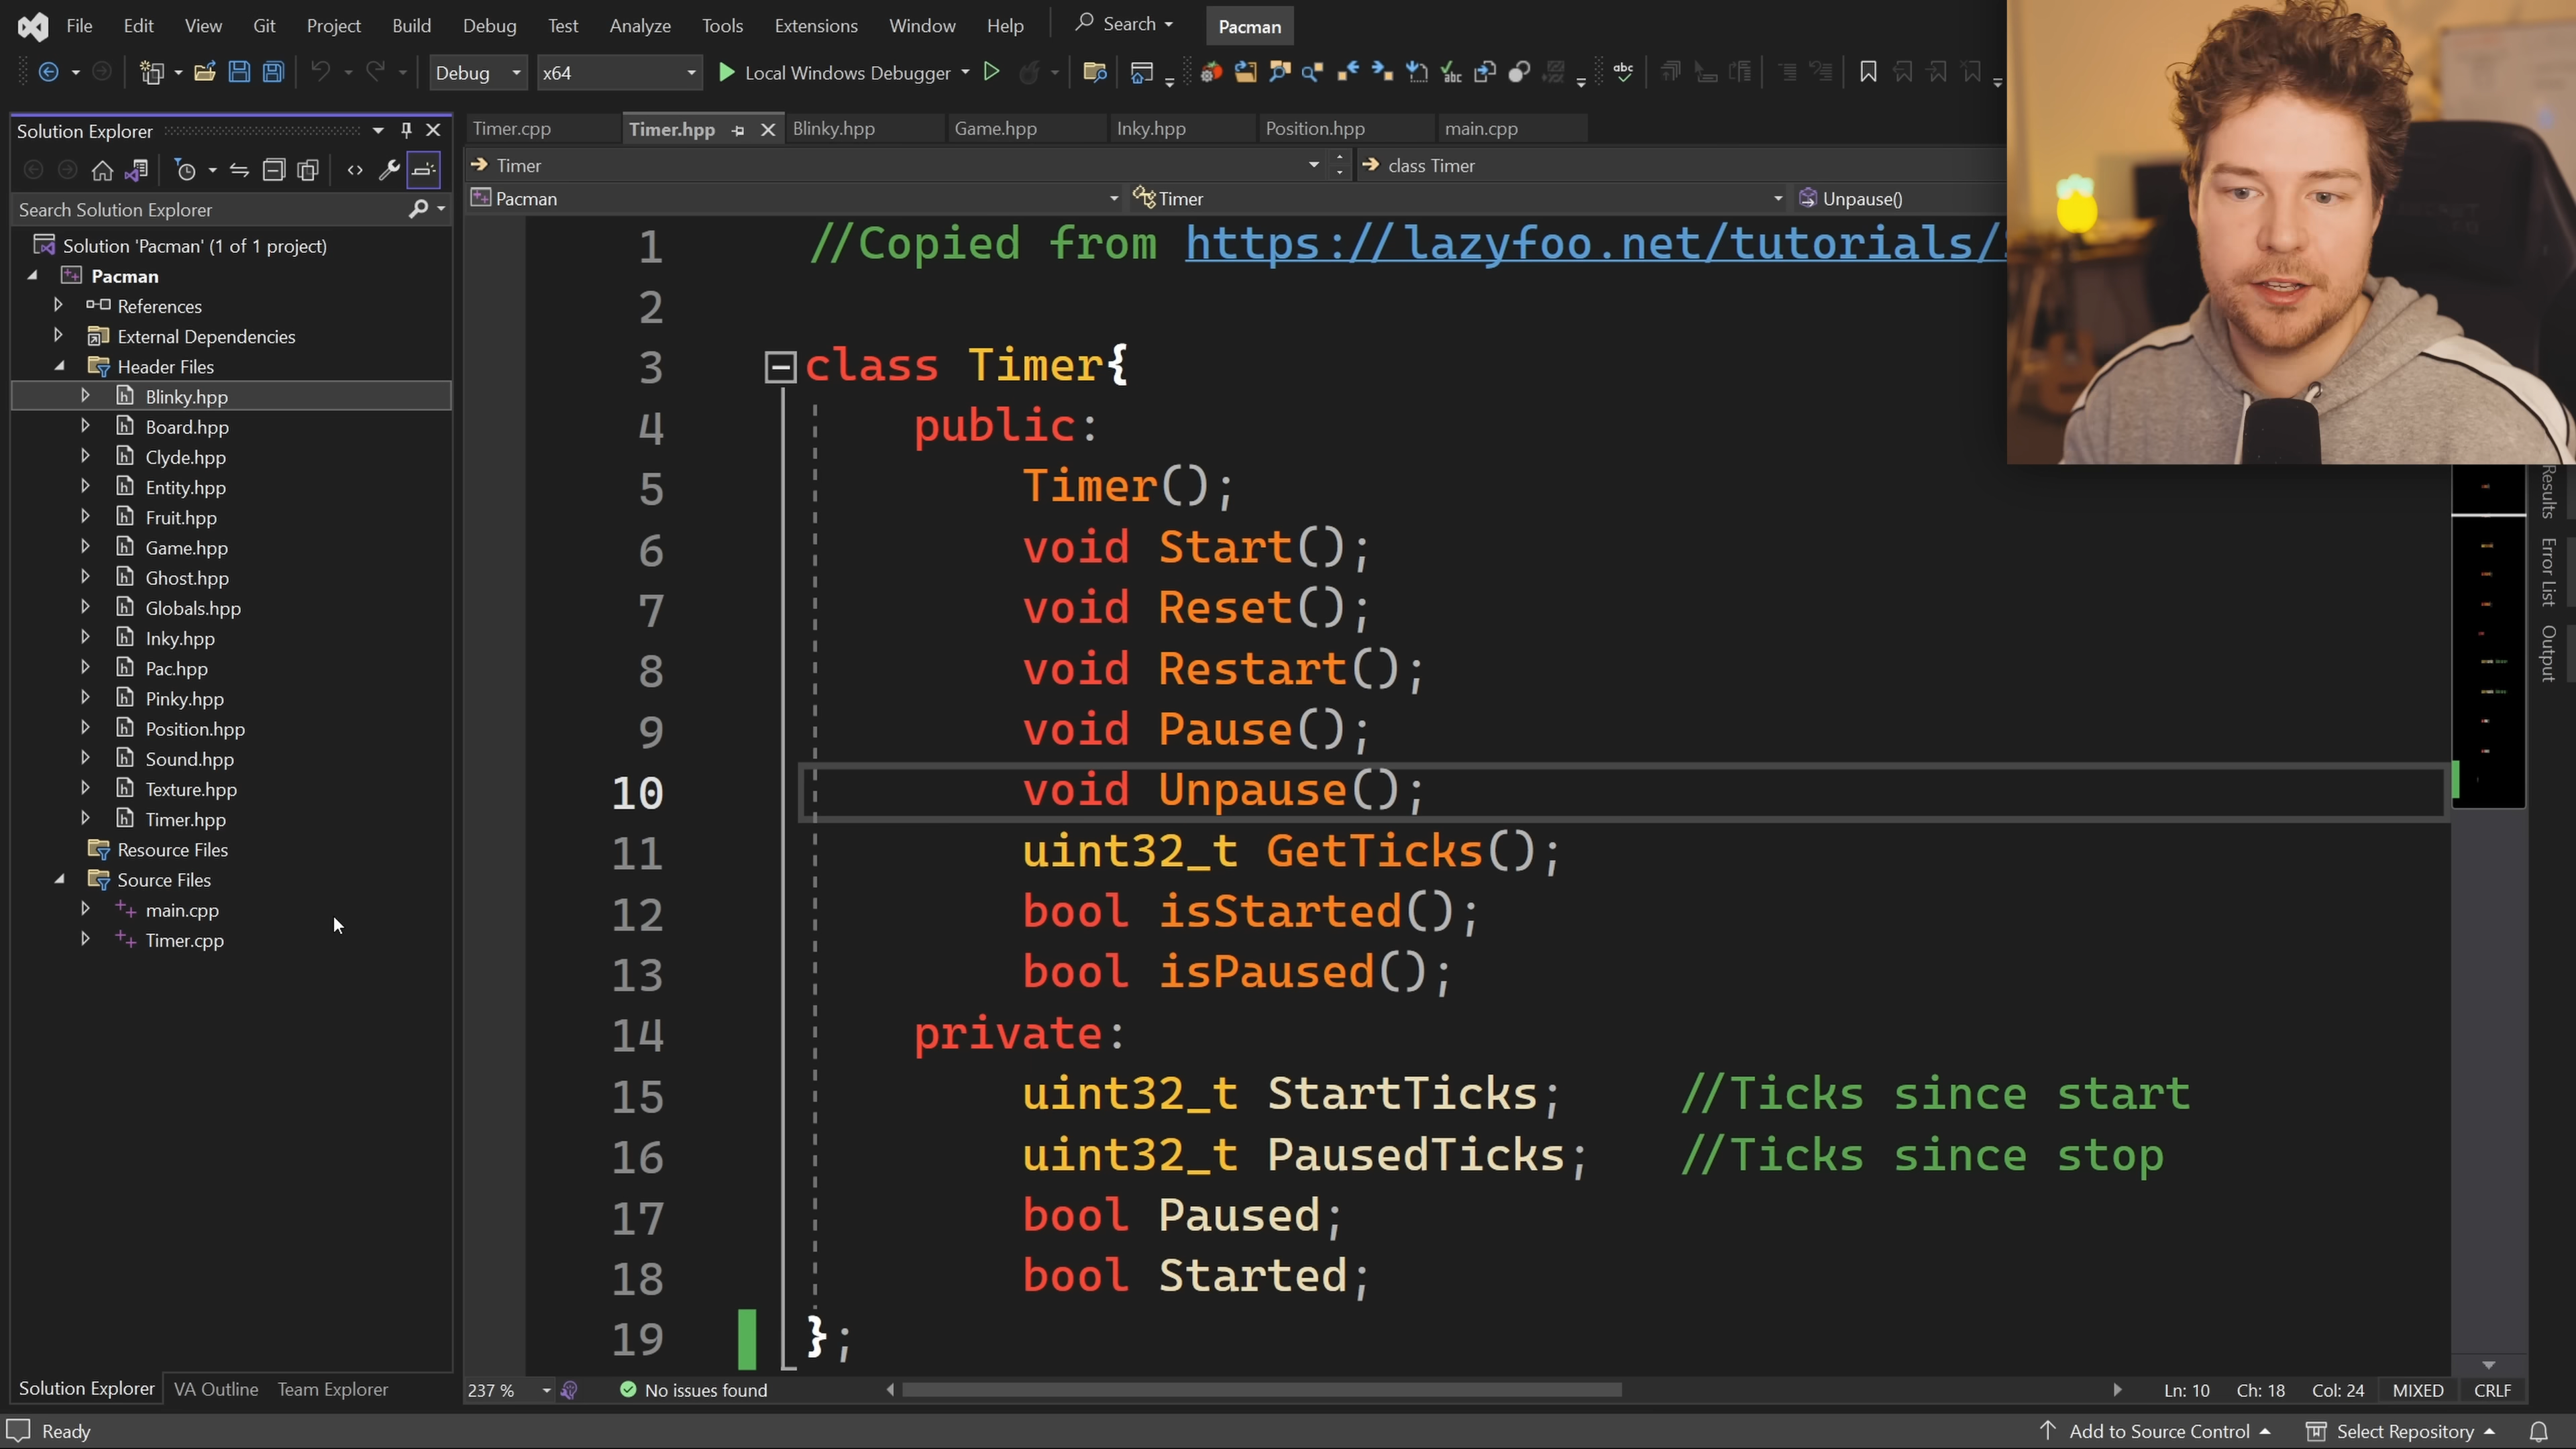 File Edit View Git Project Build Debug Test Analyze Tools Extensions Window Help Search Pacman
Debug x64 Local Windows Debugger abc
Solution Explorer
Search Solution Explorer
Solution 'Pacman' (1 of 1 project)
Pacman
References
External Dependencies
Header Files
Blinky.hpp
Board.hpp
Clyde.hpp
Entity.hpp
Fruit.hpp
Game.hpp
Ghost.hpp
Globals.hpp
Inky.hpp
Pac.hpp
Pinky.hpp
Position.hpp
Sound.hpp
Texture.hpp
Timer.hpp
Resource Files
Source Files
main.cpp
Timer.cpp
Solution Explorer VA Outline Team Explorer
Timer.cpp Timer.hpp Blinky.hpp Game.hpp Inky.hpp Position.hpp main.cpp
Timer class Timer
Pacman Timer Unpause()
1 //Copied from https://lazyfoo.net/tutorials/
2
3 class Timer{
4 public:
5 Timer();
6 void Start();
7 void Reset();
8 void Restart();
9 void Pause();
10 void Unpause();
11 uint32_t GetTicks();
12 bool isStarted();
13 bool isPaused();
14 private:
15 uint32_t StartTicks; //Ticks since start
16 uint32_t PausedTicks; //Ticks since stop
17 bool Paused;
18 bool Started;
19 };
237 % No issues found Ln: 10 Ch: 18 Col: 24 MIXED CRLF
Results
Error List
Output
Ready Add to Source Control Select Repository